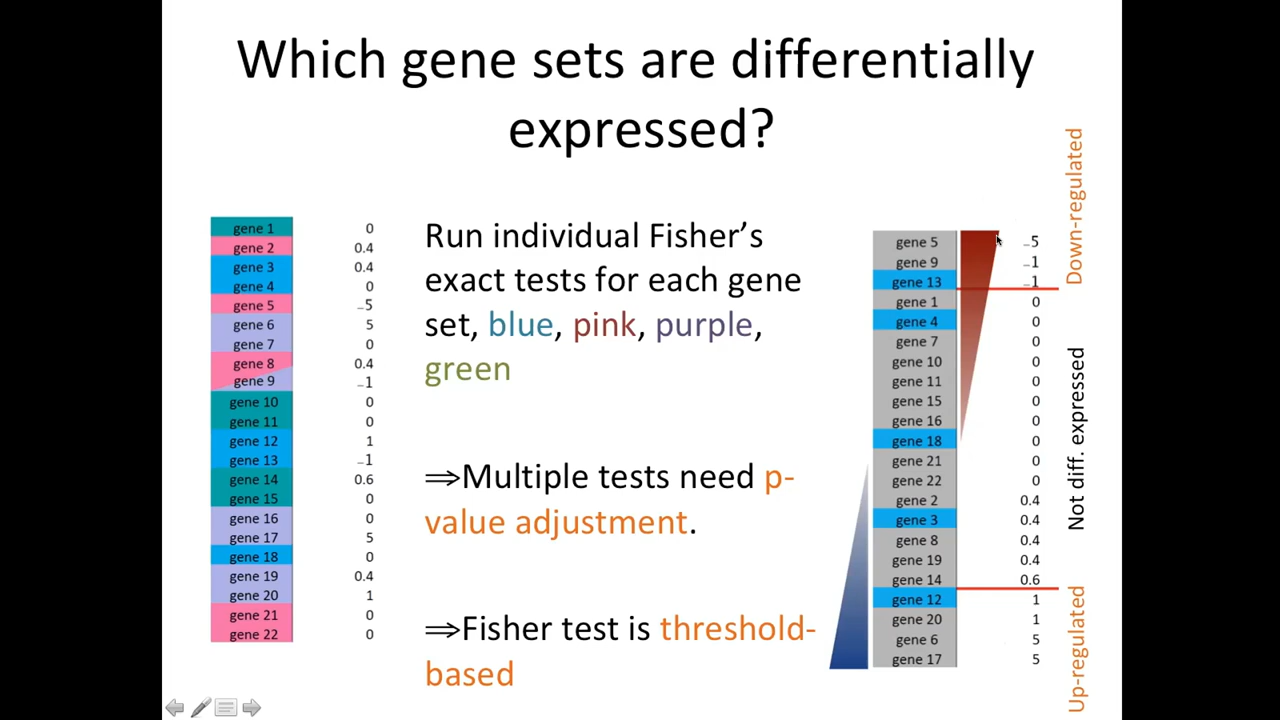 Which gene sets are differentially
expressed?
gene 1 0
gene 2 0.4
gene 3 0.4
gene 4 0
gene 5 –5
gene 6 5
gene 7 0
gene 8 0.4
gene 9 –1
gene 10 0
gene 11 0
gene 12 1
gene 13 –1
gene 14 0.6
gene 15 0
gene 16 0
gene 17 5
gene 18 0
gene 19 0.4
gene 20 1
gene 21 0
gene 22 0
Run individual Fisher’s
exact tests for each gene
set, blue, pink, purple,
green
⇒Multiple tests need p-
value adjustment.
⇒Fisher test is threshold-
based
gene 5 –5
gene 9 –1
gene 13 –1
gene 1 0
gene 4 0
gene 7 0
gene 10 0
gene 11 0
gene 15 0
gene 16 0
gene 18 0
gene 21 0
gene 22 0
gene 2 0.4
gene 3 0.4
gene 8 0.4
gene 19 0.4
gene 14 0.6
gene 12 1
gene 20 1
gene 6 5
gene 17 5
Down-regulated
Not diff. expressed
Up-regulated